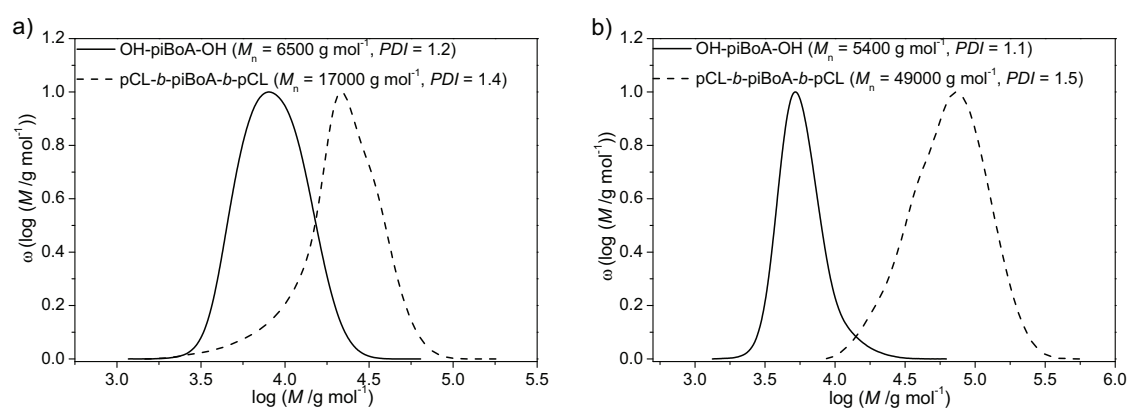 a)
OH-piBoA-OH (Mn = 6500 g mol-1, PDI = 1.2)
pCL-b-piBoA-b-pCL (Mn = 17000 g mol-1, PDI = 1.4)
1.2
1.0
0.8
0.6
0.4
0.2
0.0
ω (log (M /g mol-1))
3.0 3.5 4.0 4.5 5.0 5.5
log (M /g mol-1)
b)
OH-piBoA-OH (Mn = 5400 g mol-1, PDI = 1.1)
pCL-b-piBoA-b-pCL (Mn = 49000 g mol-1, PDI = 1.5)
1.2
1.0
0.8
0.6
0.4
0.2
0.0
ω (log (M /g mol-1))
3.0 3.5 4.0 4.5 5.0 5.5 6.0
log (M /g mol-1)